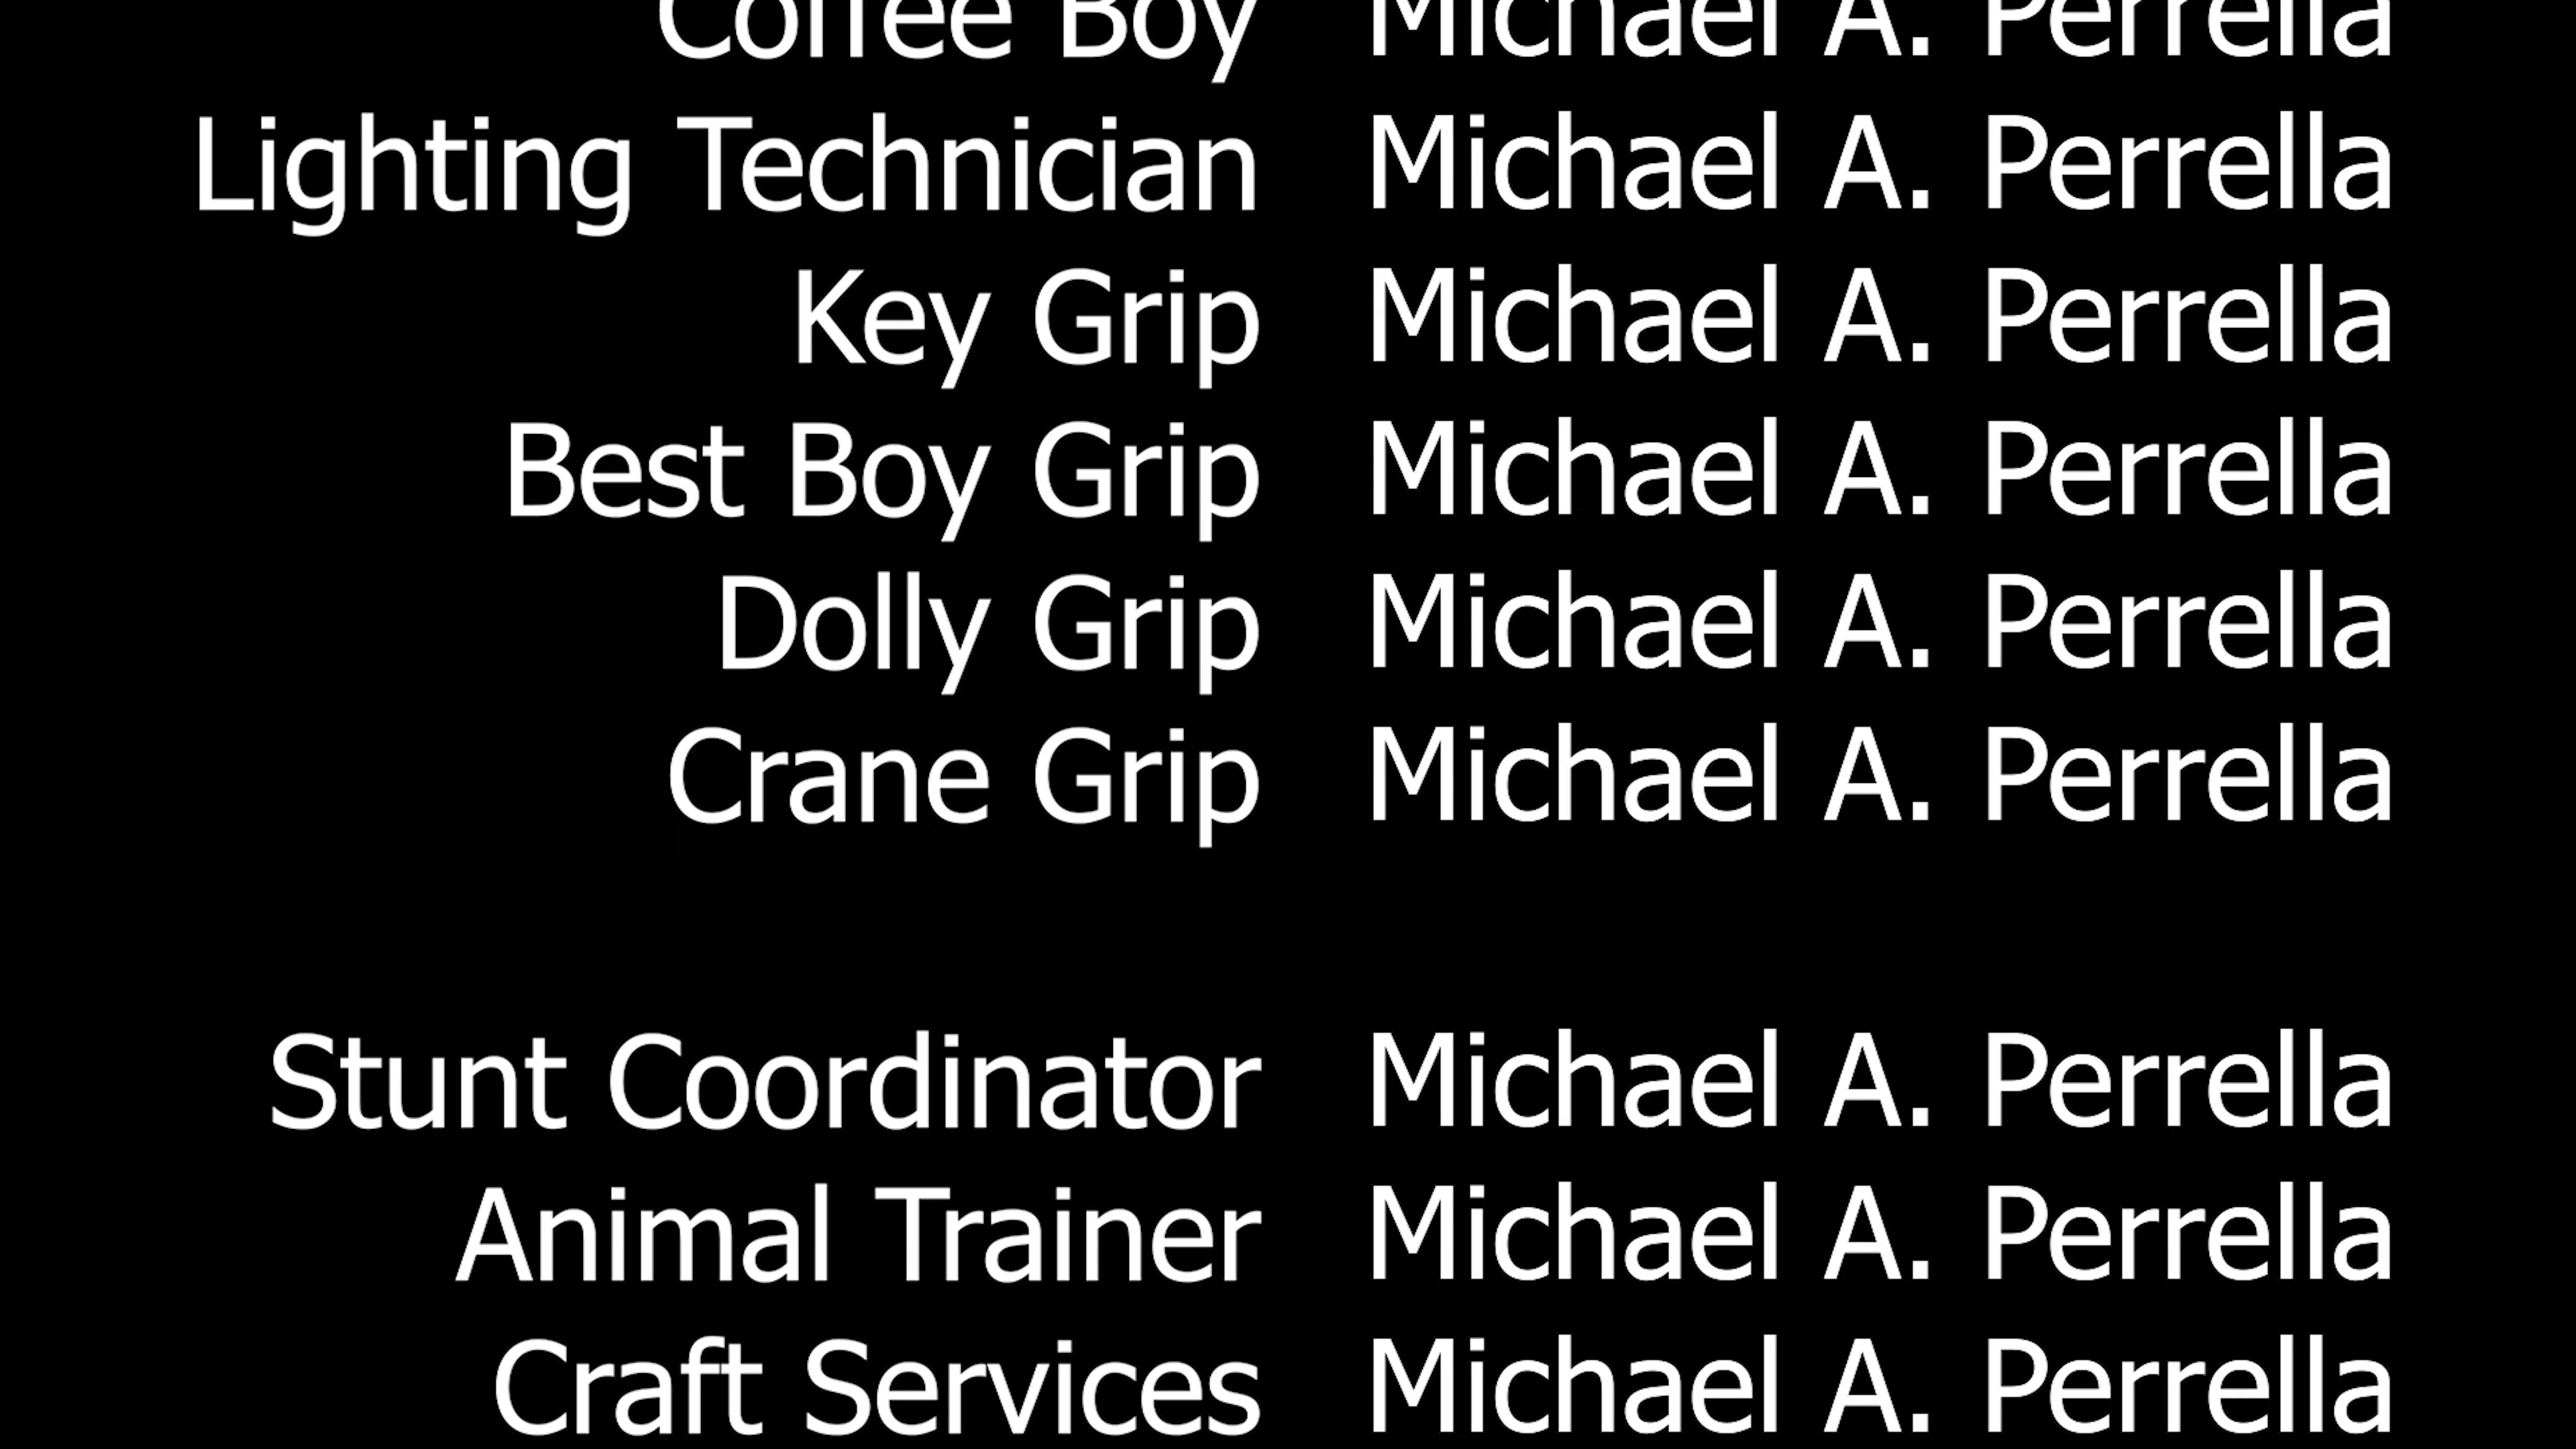 Coffee Boy Michael A. Perrella
Lighting Technician Michael A. Perrella
Key Grip Michael A. Perrella
Best Boy Grip Michael A. Perrella
Dolly Grip Michael A. Perrella
Crane Grip Michael A. Perrella
Stunt Coordinator Michael A. Perrella
Animal Trainer Michael A. Perrella
Craft Services Michael A. Perrella